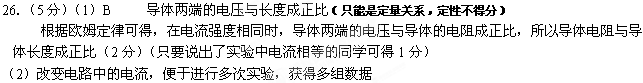 26.（5分）(1) B 导体两端的电压与长度成正比（只能是定量关系，定性不得分）
根据欧姆定律可得，在电流强度相同时，导体两端的电压与导体的电阻成正比，所以导体电阻与导
体长度成正比（2分）（只要说出了实验中电流相等的同学可得1分）
（2）改变电路中的电流，便于进行多次实验，获得多组数据